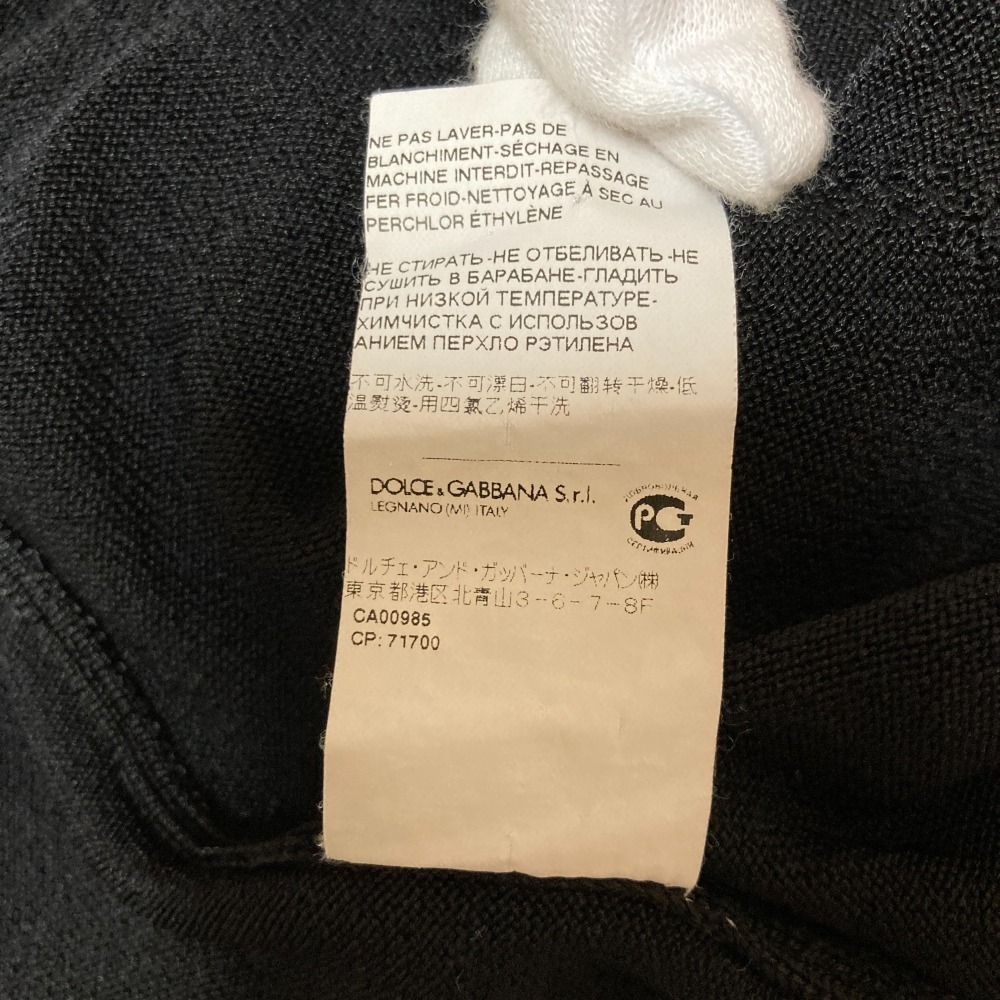 NE PAS LAVER-PAS DE
BLANCHIMENT-SÉCHAGE EN
MACHINE INTERDIT-REPASSAGE
FER FROID-NETTOYAGE À SEC AU
PERCHLOR ÉTHYLÈNE
НЕ СТИРАТЬ-НЕ ОТБЕЛИВАТЬ-НЕ
СУШИТЬ В БАРАБАНЕ-ГЛАДИТЬ
ПРИ НИЗКОЙ ТЕМПЕРАТУРЕ-
ХИМЧИСТКА С ИСПОЛЬЗОВ
АНИЕМ ПЕРХЛО РЭТИЛЕНА
不可水洗-不可漂白-不可翻转干燥-低
温熨烫-用四氯乙烯干洗
DOLCE & GABBANA S.r.l.
LEGNANO (MI) ITALY
ДОБРОВОЛЬНАЯ
РСТ
СЕРТИФИКАЦИЯ
ドルチェ・アンド・ガッバーナ・ジャパン㈱
東京都港区北青山3-6-7-8F
CA00985
CP: 71700